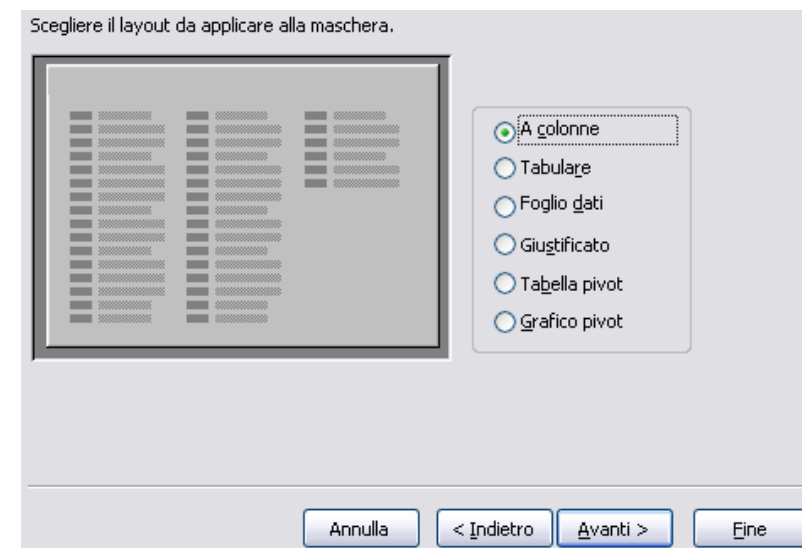 Scegliere il layout da applicare alla maschera.
A colonne
Tabulare
Foglio dati
Giustificato
Tabella pivot
Grafico pivot
Annulla
< Indietro
Avanti >
Fine